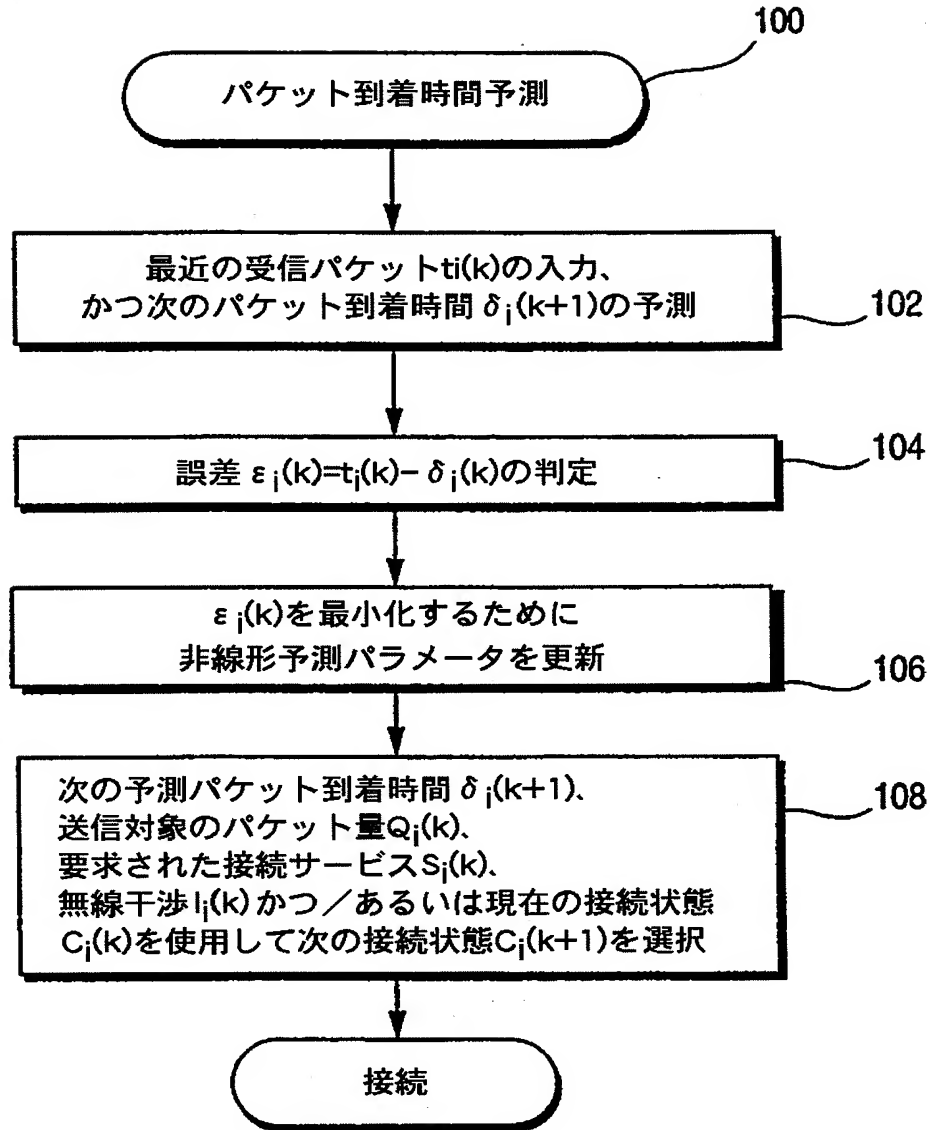 100
パケット到着時間予測
最近の受信パケットti(k)の入力、
かつ次のパケット到着時間δi(k+1)の予測
102
誤差 εi(k)=ti(k)-δi(k)の判定
104
εi(k)を最小化するために
非線形予測パラメータを更新
106
次の予測パケット到着時間δi(k+1)、
送信対象のパケット量Qi(k)、
要求された接続サービスSi(k)、
無線干渉Ii(k)かつ/あるいは現在の接続状態
Ci(k)を使用して次の接続状態Ci(k+1)を選択
108
接続